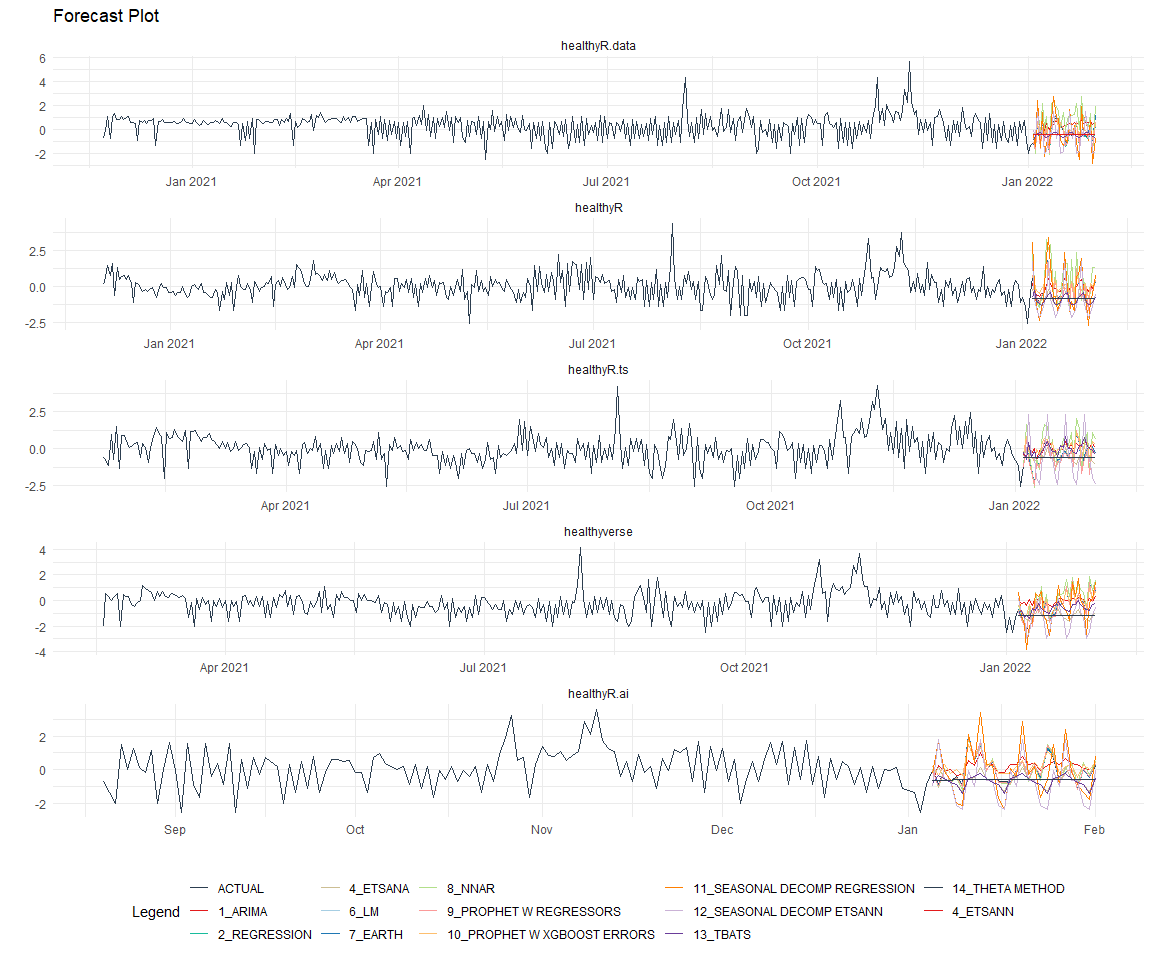 Forecast Plot
healthyR.data
6
4
2
0
-2
Jan 2021 Apr 2021 Jul 2021 Oct 2021 Jan 2022
healthyR
2.5
0.0
-2.5
Jan 2021 Apr 2021 Jul 2021 Oct 2021 Jan 2022
healthyR.ts
2.5
0.0
-2.5
Apr 2021 Jul 2021 Oct 2021 Jan 2022
healthyverse
4
2
0
-2
-4
Apr 2021 Jul 2021 Oct 2021 Jan 2022
healthyR.ai
2
0
-2
Sep Oct Nov Dec Jan Feb
ACTUAL 4_ETSANA 8_NNAR 11_SEASONAL DECOMP REGRESSION 14_THETA METHOD
Legend 1_ARIMA 6_LM 9_PROPHET W REGRESSORS 12_SEASONAL DECOMP ETSANN 4_ETSANN
2_REGRESSION 7_EARTH 10_PROPHET W XGBOOST ERRORS 13_TBATS